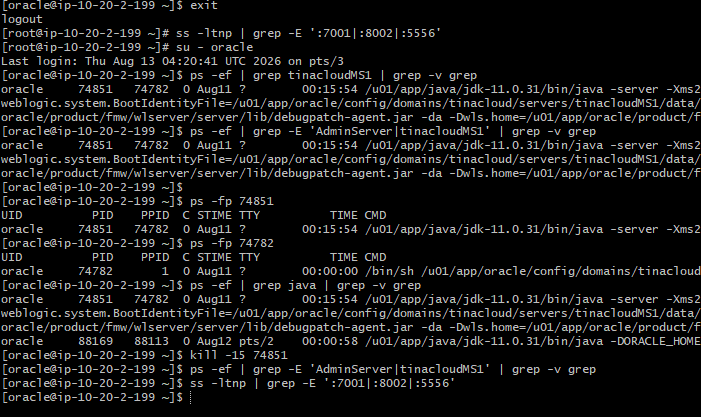 [oracle@ip-10-20-2-199 ~]$ exit
logout
[root@ip-10-20-2-199 ~]# ss -ltnp | grep -E ':7001|:8002|:5556'
[root@ip-10-20-2-199 ~]# su - oracle
Last login: Thu Aug 13 04:20:41 UTC 2026 on pts/3
[oracle@ip-10-20-2-199 ~]$ ps -ef | grep tinacloudMS1 | grep -v grep
oracle     74851   74782  0 Aug11 ?        00:15:54 /u01/app/java/jdk-11.0.31/bin/java -server -Xms2
weblogic.system.BootIdentityFile=/u01/app/oracle/config/domains/tinacloud/servers/tinacloudMS1/data/
oracle/product/fmw/wlserver/server/lib/debugpatch-agent.jar -da -Dwls.home=/u01/app/oracle/product/f
[oracle@ip-10-20-2-199 ~]$ ps -ef | grep -E 'AdminServer|tinacloudMS1' | grep -v grep
oracle     74851   74782  0 Aug11 ?        00:15:54 /u01/app/java/jdk-11.0.31/bin/java -server -Xms2
weblogic.system.BootIdentityFile=/u01/app/oracle/config/domains/tinacloud/servers/tinacloudMS1/data/
oracle/product/fmw/wlserver/server/lib/debugpatch-agent.jar -da -Dwls.home=/u01/app/oracle/product/f
[oracle@ip-10-20-2-199 ~]$
[oracle@ip-10-20-2-199 ~]$ ps -fp 74851
UID          PID    PPID  C STIME TTY          TIME CMD
oracle     74851   74782  0 Aug11 ?        00:15:54 /u01/app/java/jdk-11.0.31/bin/java -server -Xms2
[oracle@ip-10-20-2-199 ~]$ ps -fp 74782
UID          PID    PPID  C STIME TTY          TIME CMD
oracle     74782       1  0 Aug11 ?        00:00:00 /bin/sh /u01/app/oracle/config/domains/tinacloud
[oracle@ip-10-20-2-199 ~]$ ps -ef | grep java | grep -v grep
oracle     74851   74782  0 Aug11 ?        00:15:54 /u01/app/java/jdk-11.0.31/bin/java -server -Xms2
weblogic.system.BootIdentityFile=/u01/app/oracle/config/domains/tinacloud/servers/tinacloudMS1/data/
oracle/product/fmw/wlserver/server/lib/debugpatch-agent.jar -da -Dwls.home=/u01/app/oracle/product/f
oracle     88169   88113  0 Aug12 pts/2    00:00:58 /u01/app/java/jdk-11.0.31/bin/java -DORACLE_HOME
[oracle@ip-10-20-2-199 ~]$ kill -15 74851
[oracle@ip-10-20-2-199 ~]$ ps -ef | grep -E 'AdminServer|tinacloudMS1' | grep -v grep
[oracle@ip-10-20-2-199 ~]$ ss -ltnp | grep -E ':7001|:8002|:5556'
[oracle@ip-10-20-2-199 ~]$